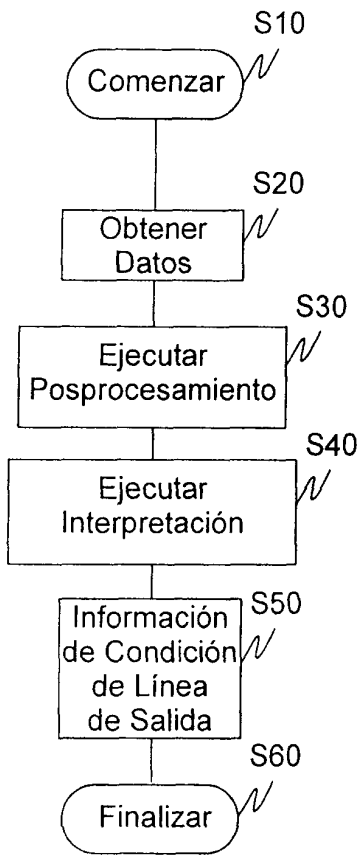 S10
Comenzar
S20
Obtener
Datos
S30
Ejecutar
Posprocesamiento
S40
Ejecutar
Interpretación
S50
Información
de Condición
de Línea
de Salida
S60
Finalizar